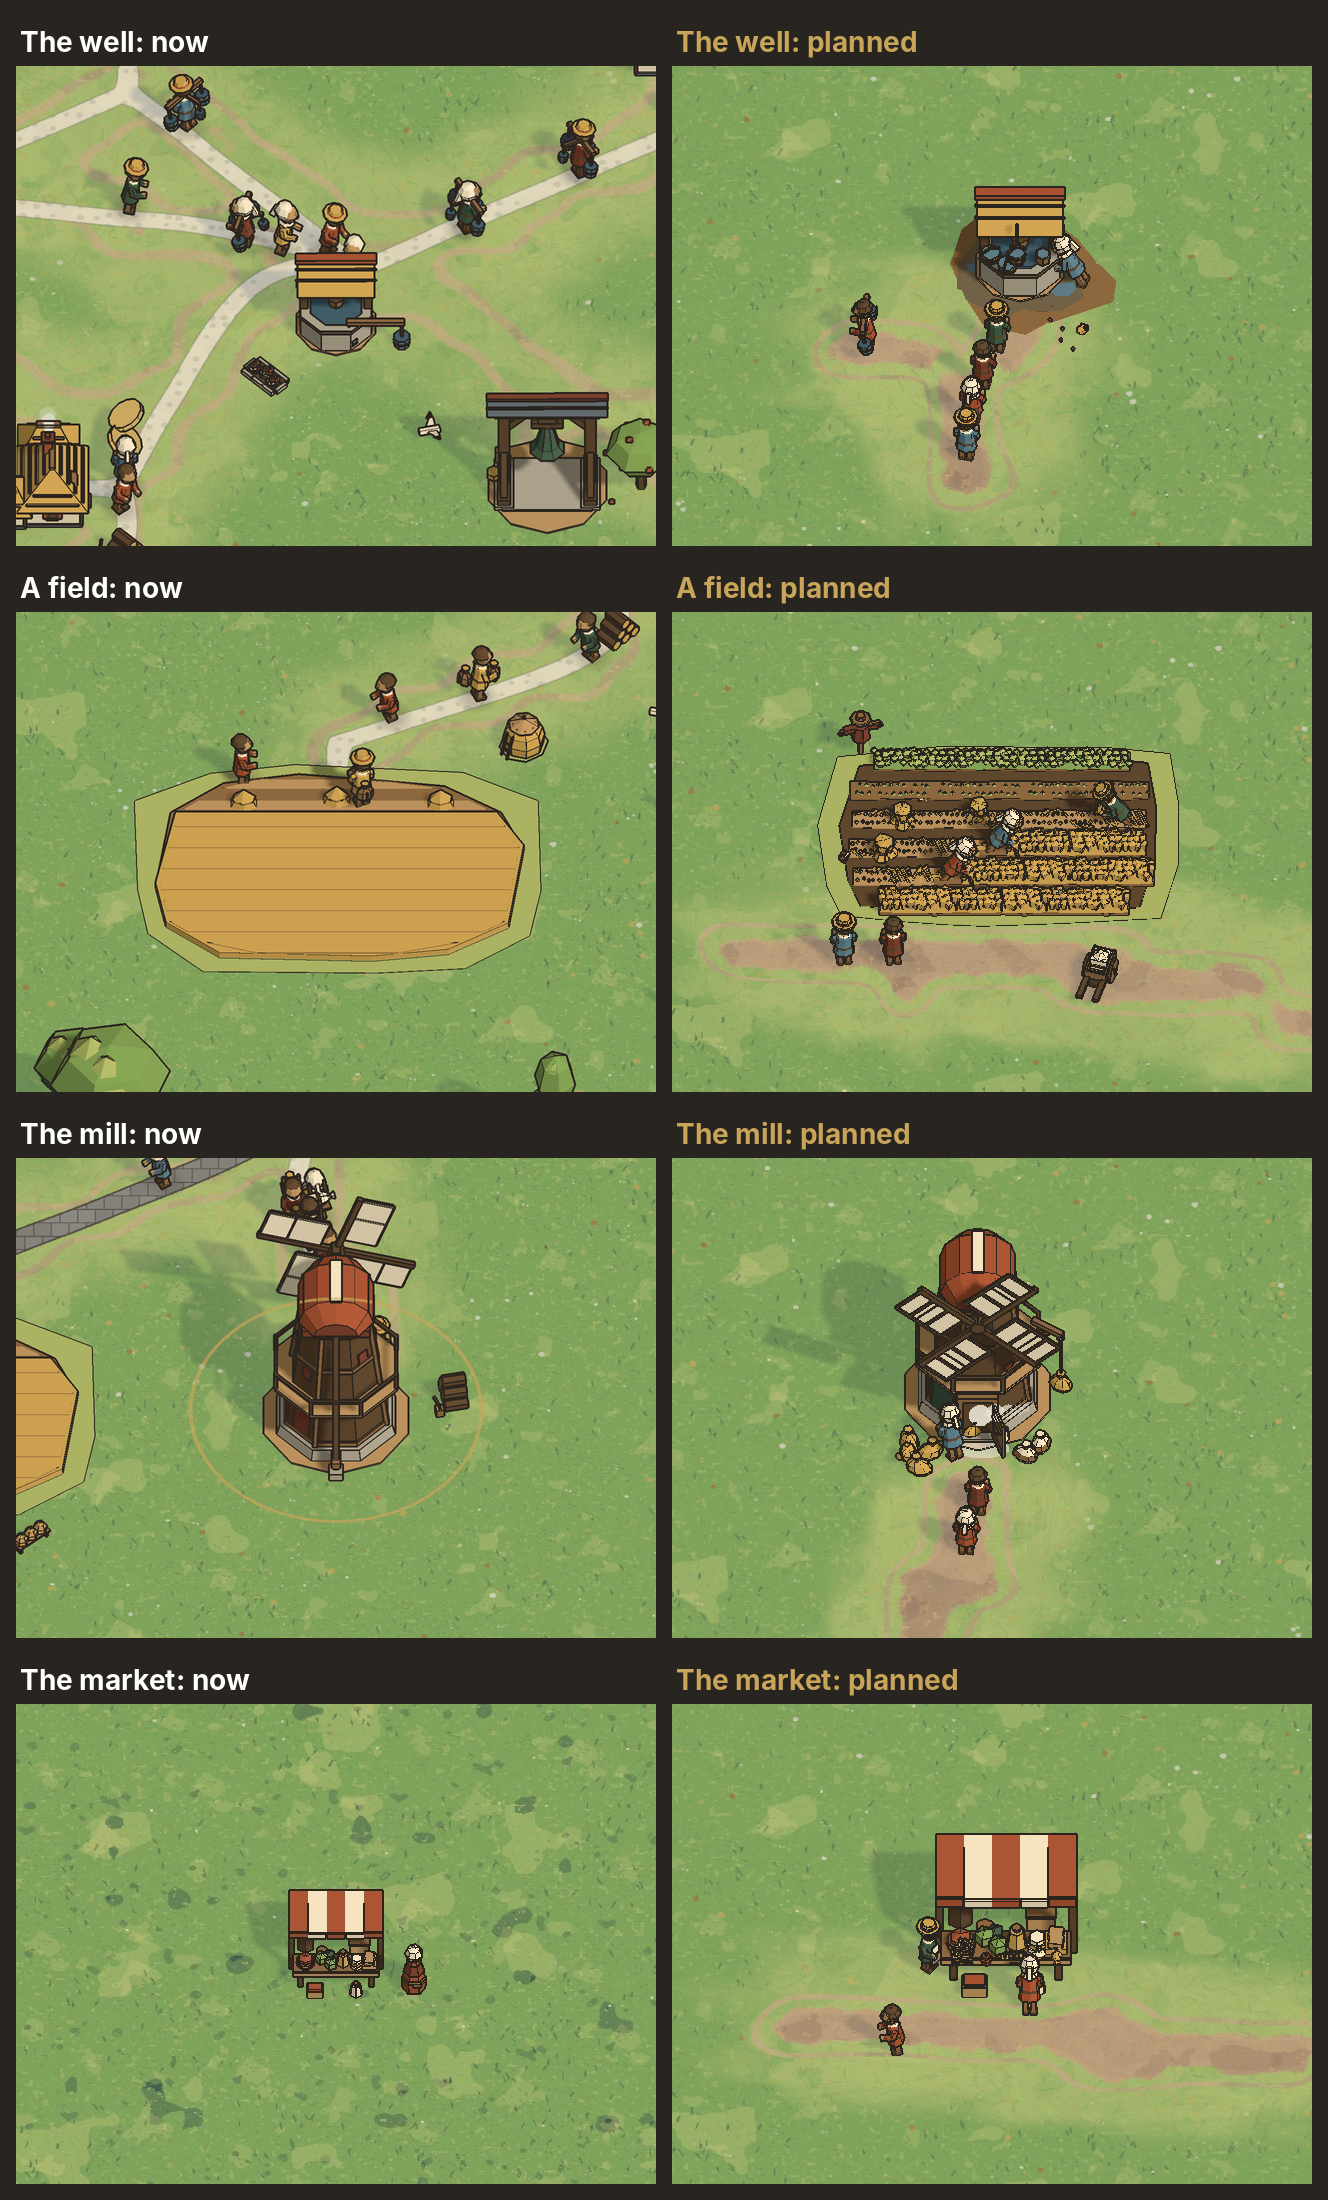 The well: now
The well: planned
A field: now
A field: planned
The mill: now
The mill: planned
The market: now
The market: planned